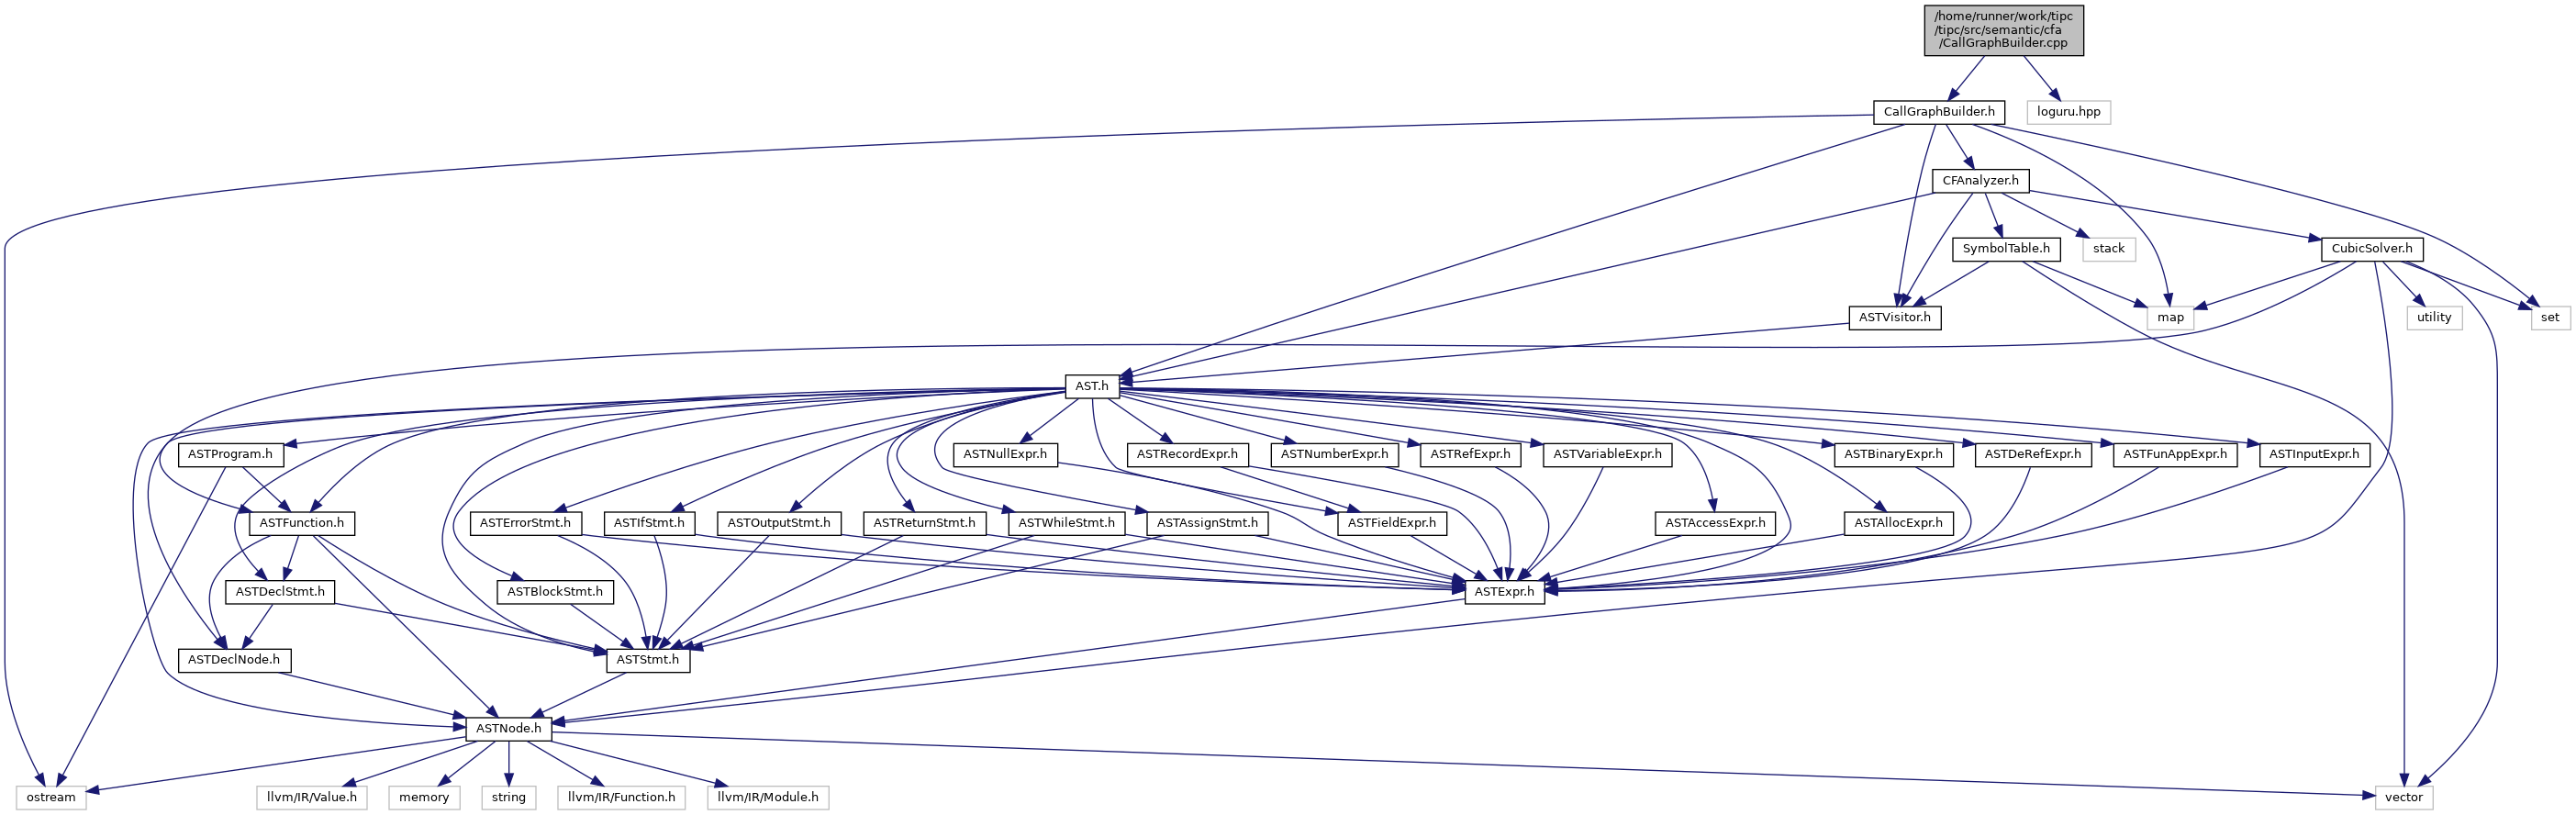 /home/runner/work/tipc
/tipc/src/semantic/cfa
/CallGraphBuilder.cpp
CallGraphBuilder.h
loguru.hpp
CFAnalyzer.h
SymbolTable.h
stack
CubicSolver.h
ASTVisitor.h
map
utility
set
AST.h
ASTProgram.h
ASTNullExpr.h
ASTRecordExpr.h
ASTNumberExpr.h
ASTRefExpr.h
ASTVariableExpr.h
ASTBinaryExpr.h
ASTDeRefExpr.h
ASTFunAppExpr.h
ASTInputExpr.h
ASTFunction.h
ASTErrorStmt.h
ASTIfStmt.h
ASTOutputStmt.h
ASTReturnStmt.h
ASTWhileStmt.h
ASTAssignStmt.h
ASTFieldExpr.h
ASTAccessExpr.h
ASTAllocExpr.h
ASTDeclStmt.h
ASTBlockStmt.h
ASTExpr.h
ASTDeclNode.h
ASTStmt.h
ASTNode.h
ostream
llvm/IR/Value.h
memory
string
llvm/IR/Function.h
llvm/IR/Module.h
vector